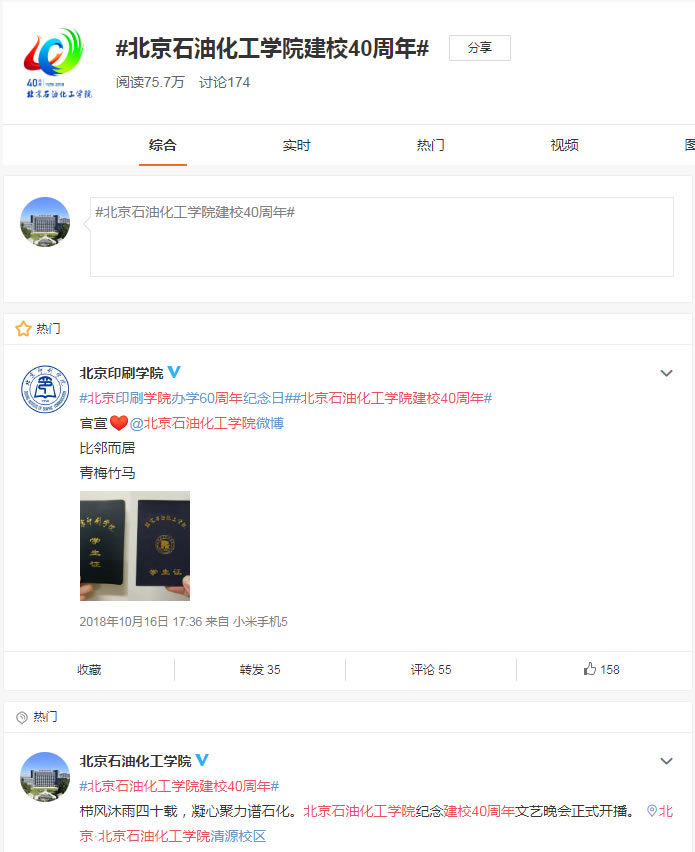 #北京石油化工学院建校40周年#
分享
阅读75.7万 讨论174
北京石油化工学院
综合
实时
热门
视频
#北京石油化工学院建校40周年#
热门
北京印刷学院
#北京印刷学院办学60周年纪念日##北京石油化工学院建校40周年#
官宣@北京石油化工学院微博
比邻而居
青梅竹马
印刷学院
学生证
北京石油化工学院
学生证
2018年10月16日 17:36 来自 小米手机5
收藏
转发 35
评论 55
158
热门
北京石油化工学院
#北京石油化工学院建校40周年#
栉风沐雨四十载，凝心聚力谱石化。北京石油化工学院纪念建校40周年文艺晚会正式开播。 北
京·北京石油化工学院清源校区